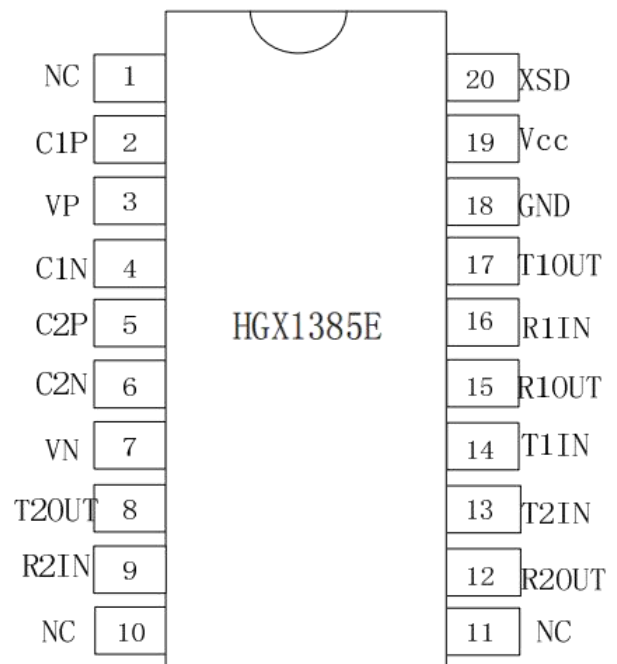 NC 1 20 XSD
C1P 2 19 Vcc
VP 3 18 GND
C1N 4 17 T1OUT
C2P 5 HGX1385E 16 R1IN
C2N 6 15 R1OUT
VN 7 14 T1IN
T2OUT 8 13 T2IN
R2IN 9 12 R2OUT
NC 10 11 NC